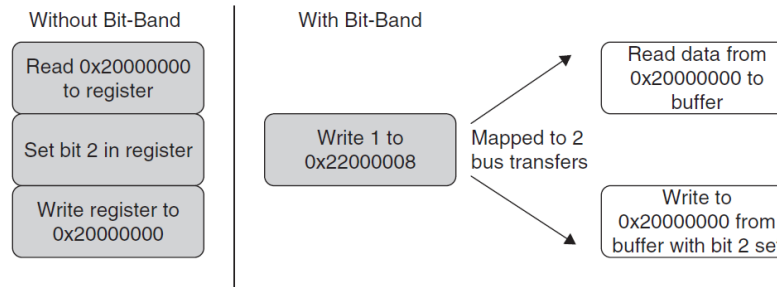 Without Bit-Band
Read 0x20000000
to register
Set bit 2 in register
Write register to
0x20000000
With Bit-Band
Write 1 to
0x22000008
Mapped to 2
bus transfers
Read data from
0x20000000 to
buffer
Write to
0x20000000 from
buffer with bit 2 set